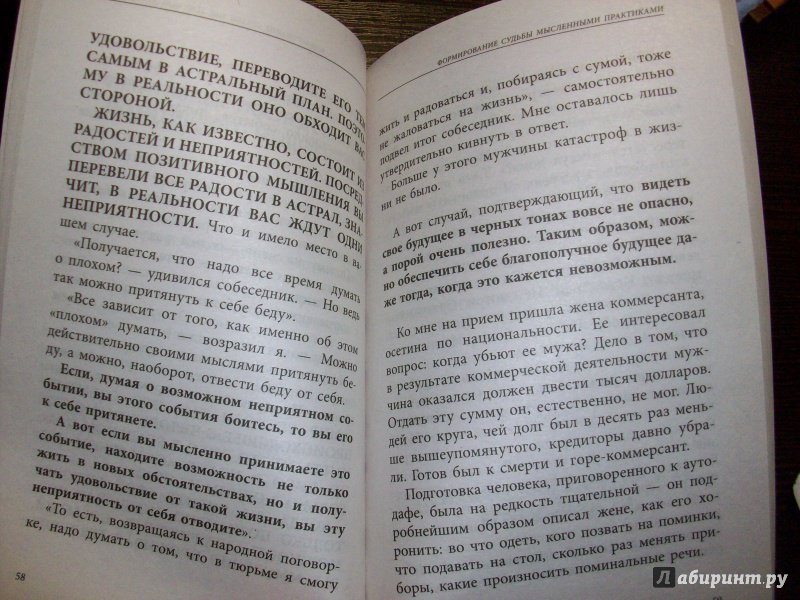 УДОВОЛЬСТВИЕ, ПЕРЕВОДИТЕ ЕГО ТЕМ
САМЫМ В АСТРАЛЬНЫЙ ПЛАН. ПОЭТО-
МУ В РЕАЛЬНОСТИ ОНО ОБХОДИТ ВАС
СТОРОНОЙ.
ЖИЗНЬ, КАК ИЗВЕСТНО, СОСТОИТ ИЗ
РАДОСТЕЙ И НЕПРИЯТНОСТЕЙ. ПОСРЕД-
СТВОМ ПОЗИТИВНОГО МЫШЛЕНИЯ ВЫ
ПЕРЕВЕЛИ ВСЕ РАДОСТИ В АСТРАЛ, ЗНА-
ЧИТ, В РЕАЛЬНОСТИ ВАС ЖДУТ ОДНИ
НЕПРИЯТНОСТИ. Что и имело место в ва-
шем случае.
«Получается, что надо все время думать
о плохом? — удивился собеседник. — Но ведь
так можно притянуть к себе беду».
«Все зависит от того, как именно об этом
«плохом» думать, — возразил я. — Можно
действительно своими мыслями притянуть бе-
ду, а можно, наоборот, отвести беду от себя.
Если, думая о возможном неприятном со-
бытии, вы этого события боитесь, то вы его
к себе притянете.
А вот если вы мысленно принимаете это
событие, находите возможность не только
жить в новых обстоятельствах, но и полу-
чать удовольствие от такой жизни, вы эту
неприятность от себя отводите».
«То есть, возвращаясь к народной поговор-
ке, надо думать о том, что в тюрьме я смогу
58
ФОРМИРОВАНИЕ СУДЬБЫ МЫСЛЕННЫМИ ПРАКТИКАМИ
жить и радоваться и, побираясь с сумой, тоже
не жаловаться на жизнь», — самостоятельно
подвел итог собеседник. Мне оставалось лишь
утвердительно кивнуть в ответ.
Больше у этого мужчины катастроф в жиз-
ни не было.
А вот случай, подтверждающий, что видеть
свое будущее в черных тонах вовсе не опасно,
а порой очень полезно. Таким образом, мож-
но обеспечить себе благополучное будущее да-
же тогда, когда это кажется невозможным.
Ко мне на прием пришла жена коммерсанта,
осетина по национальности. Ее интересовал
вопрос: когда убьют ее мужа? Дело в том, что
в результате коммерческой деятельности муж-
чина оказался должен двести тысяч долларов.
Отдать эту сумму он, естественно, не мог. Лю-
дей его круга, чей долг был в десять раз мень-
ше вышеупомянутого, кредиторы давно убра-
ли. Готов был к смерти и горе-коммерсант.
Подготовка человека, приговоренного к ауто-
дафе, была на редкость тщательной — он под-
робнейшим образом описал жене, как его хо-
ронить: во что одеть, кого позвать на поминки,
что подавать на стол, сколько раз менять при-
боры, какие произносить поминальные речи.
Лабиринт.ру